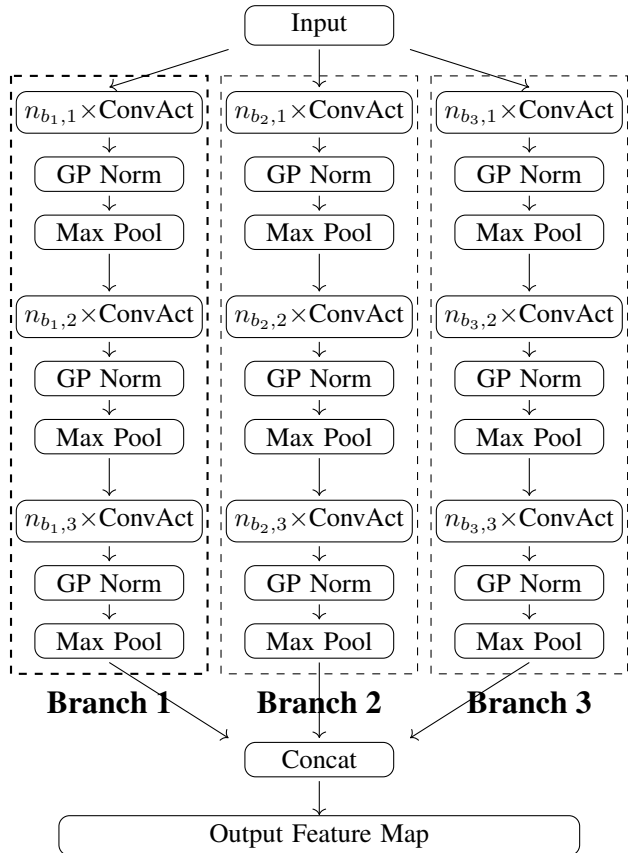 Input
n_{b_1,1}×ConvAct n_{b_2,1}×ConvAct n_{b_3,1}×ConvAct
GP Norm GP Norm GP Norm
Max Pool Max Pool Max Pool
n_{b_1,2}×ConvAct n_{b_2,2}×ConvAct n_{b_3,2}×ConvAct
GP Norm GP Norm GP Norm
Max Pool Max Pool Max Pool
n_{b_1,3}×ConvAct n_{b_2,3}×ConvAct n_{b_3,3}×ConvAct
GP Norm GP Norm GP Norm
Max Pool Max Pool Max Pool
Branch 1 Branch 2 Branch 3
Concat
Output Feature Map